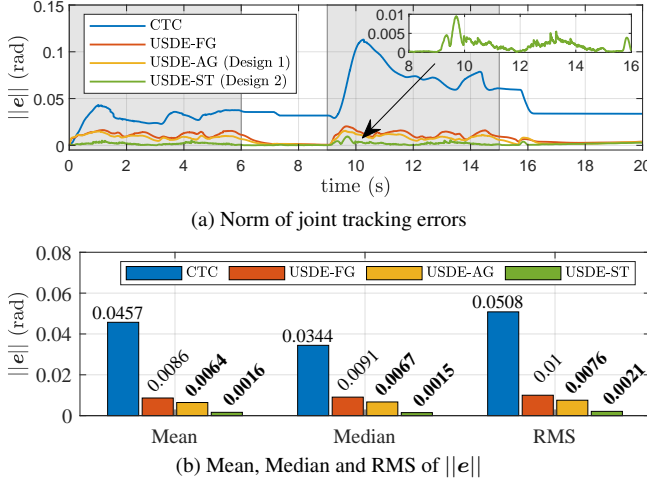 0.15
0.1
0.05
0
||e|| (rad)
CTC
USDE-FG
USDE-AG (Design 1)
USDE-ST (Design 2)
0.01
0.005
0
8 10 12 14 16
0 2 4 6 8 10 12 14 16 18 20
time (s)
(a) Norm of joint tracking errors
0.08
0.06
0.04
0.02
0
||e|| (rad)
CTC USDE-FG USDE-AG USDE-ST
0.0457 0.0086 0.0064 0.0016
0.0344 0.0091 0.0067 0.0015
0.0508 0.01 0.0076 0.0021
Mean Median RMS
(b) Mean, Median and RMS of ||e||